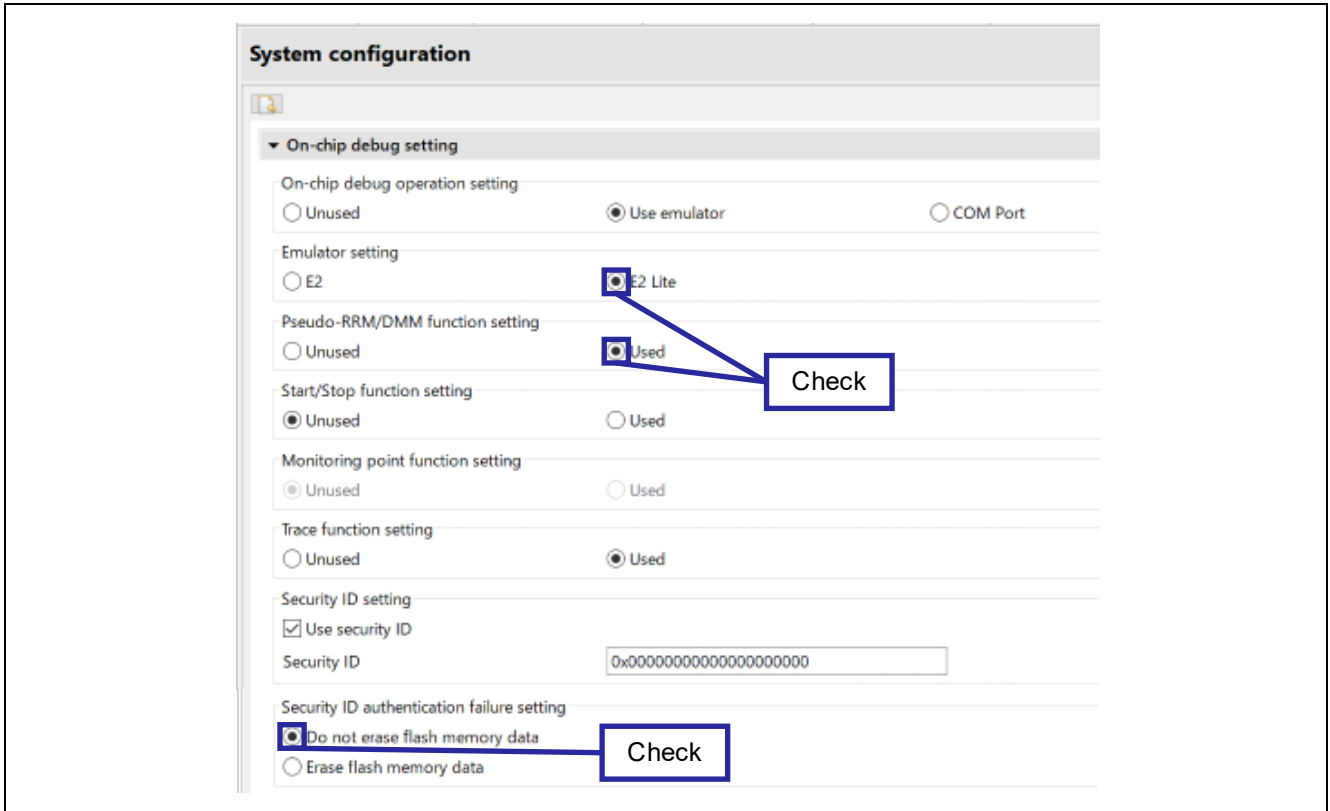 System configuration
On-chip debug setting
On-chip debug operation setting
Unused Use emulator COM Port
Emulator setting
E2 E2 Lite
Pseudo-RRM/DMM function setting
Unused Used
Check
Start/Stop function setting
Unused Used
Monitoring point function setting
Unused Used
Trace function setting
Unused Used
Security ID setting
Use security ID
Security ID 0x00000000000000000000
Security ID authentication failure setting
Do not erase flash memory data
Check
Erase flash memory data